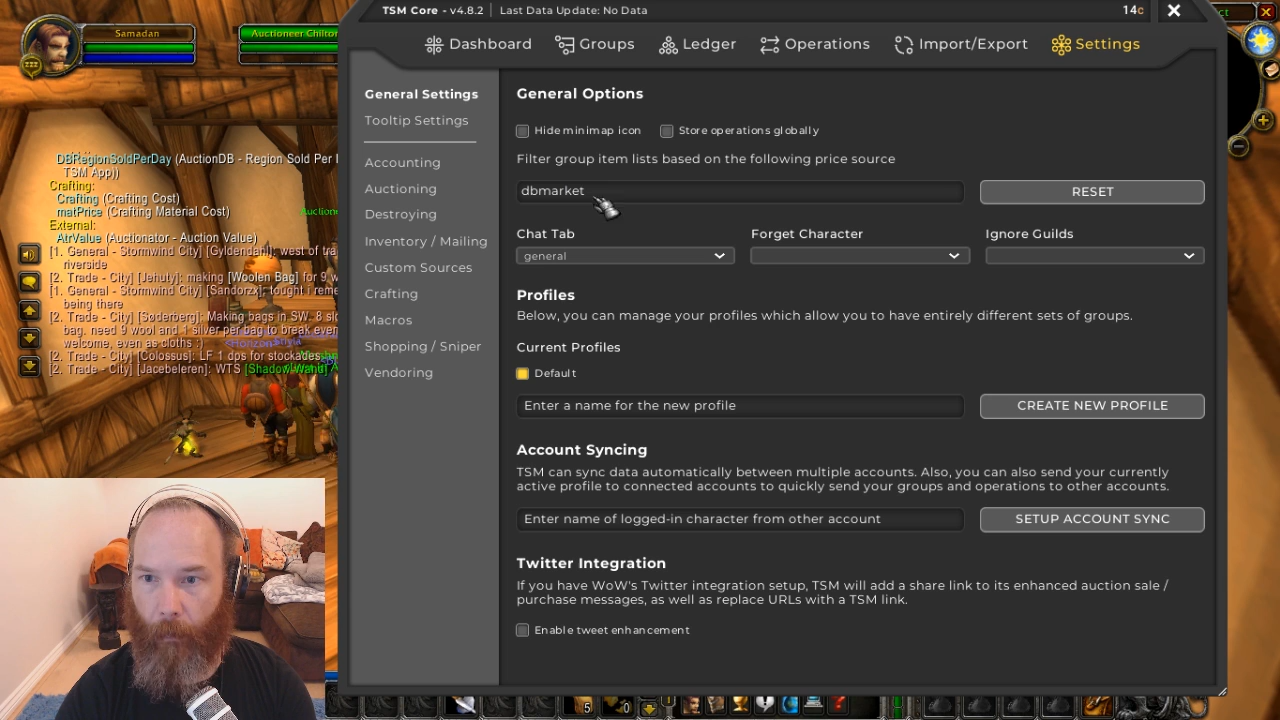 Samadan
Auctioneer Chilton
TSM Core - v4.8.2 | Last Data Update: No Data
14c
Dashboard
Groups
Ledger
Operations
Import/Export
Settings
General Settings
Tooltip Settings
Accounting
Auctioning
Destroying
Inventory / Mailing
Custom Sources
Crafting
Macros
Shopping / Sniper
Vendoring
General Options
Hide minimap icon
Store operations globally
Filter group item lists based on the following price source
dbmarket
RESET
Chat Tab
Forget Character
Ignore Guilds
general
Profiles
Below, you can manage your profiles which allow you to have entirely different sets of groups.
Current Profiles
Default
Enter a name for the new profile
CREATE NEW PROFILE
Account Syncing
TSM can sync data automatically between multiple accounts. Also, you can also send your currently
active profile to connected accounts to quickly send your groups and operations to other accounts.
Enter name of logged-in character from other account
SETUP ACCOUNT SYNC
Twitter Integration
If you have WoW's Twitter integration setup, TSM will add a share link to its enhanced auction sale /
purchase messages, as well as replace URLs with a TSM link.
Enable tweet enhancement
DBRegionSoldPerDay (AuctionDB - Region Sold Per
TSM App))
Crafting:
Crafting (Crafting Cost)
matPrice (Crafting Material Cost)
External:
AtrValue (Auctionator - Auction Value)
[1. General - Stormwind City] [Gyldendahl]: west of
riverside
[2. Trade - City] [Jehuty]: making [Woolen Bag] for 9
[1. General - Stormwind City] [Sandorzx]: tought i
being there
[2. Trade - City] [Søderberg]: Making bags in SW. 8
bag. need 9 wool and 1 silver per bag to break
welcome, even as cloths :)
[2. Trade - City] [Colossus]: LF 1 dps for stockades
[2. Trade - City] [Jacebeleren]: WTS [Shadow Wand]
5
0